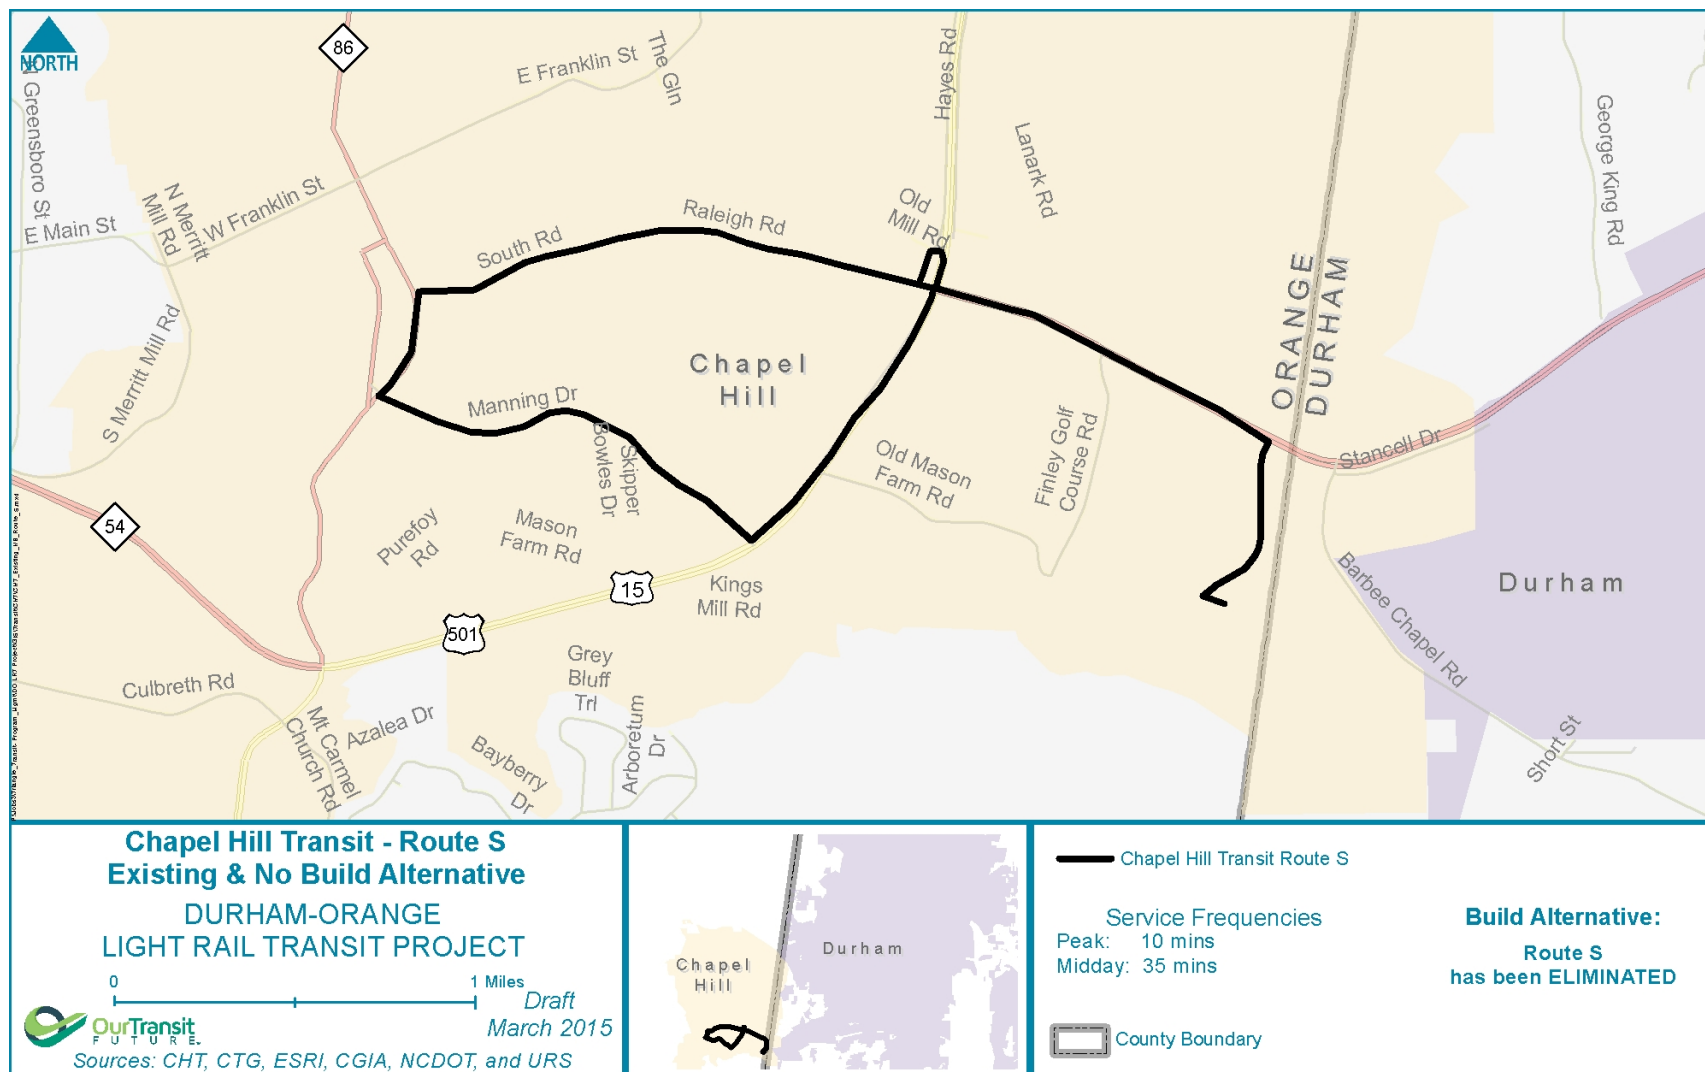 NORTH
86
N Greensboro St
E Main St
N Merritt
Mill Rd
W Franklin St
E Franklin St
The Gln
Hayes Rd
Lanark Rd
George King Rd
Old
Mill Rd
Raleigh Rd
South Rd
S Merritt Mill Rd
Chapel
Hill
Manning Dr
Skipper
Bowles Dr
ORANGE
DURHAM
Stancell Dr
Old Mason
Farm Rd
Finley Golf
Course Rd
54
Purefoy
Rd
Mason
Farm Rd
15
501
Kings
Mill Rd
Durham
Barbee Chapel Rd
Short St
Culbreth Rd
Mt Carmel
Church Rd
Azalea Dr
Grey
Bluff
Trl
Bayberry
Dr
Arboretum
Dr
Chapel Hill Transit - Route S
Existing & No Build Alternative
DURHAM-ORANGE
LIGHT RAIL TRANSIT PROJECT
0 1 Miles
Draft
March 2015
OurTransit
FUTURE
Sources: CHT, CTG, ESRI, CGIA, NCDOT, and URS
Chapel
Hill
Durham
Chapel Hill Transit Route S
Service Frequencies
Peak: 10 mins
Midday: 35 mins
County Boundary
Build Alternative:
Route S
has been ELIMINATED